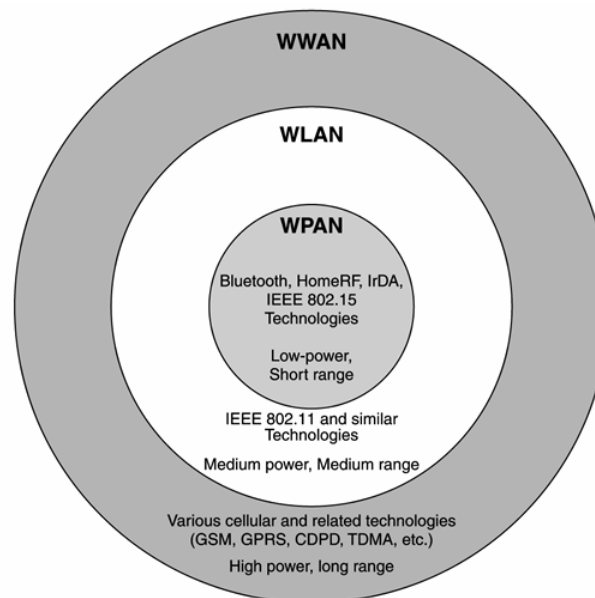 WWAN
WLAN
WPAN
Bluetooth, HomeRF, IrDA,
IEEE 802.15
Technologies
Low-power,
Short range
IEEE 802.11 and similar
Technologies
Medium power, Medium range
Various cellular and related technologies
(GSM, GPRS, CDPD, TDMA, etc.)
High power, long range